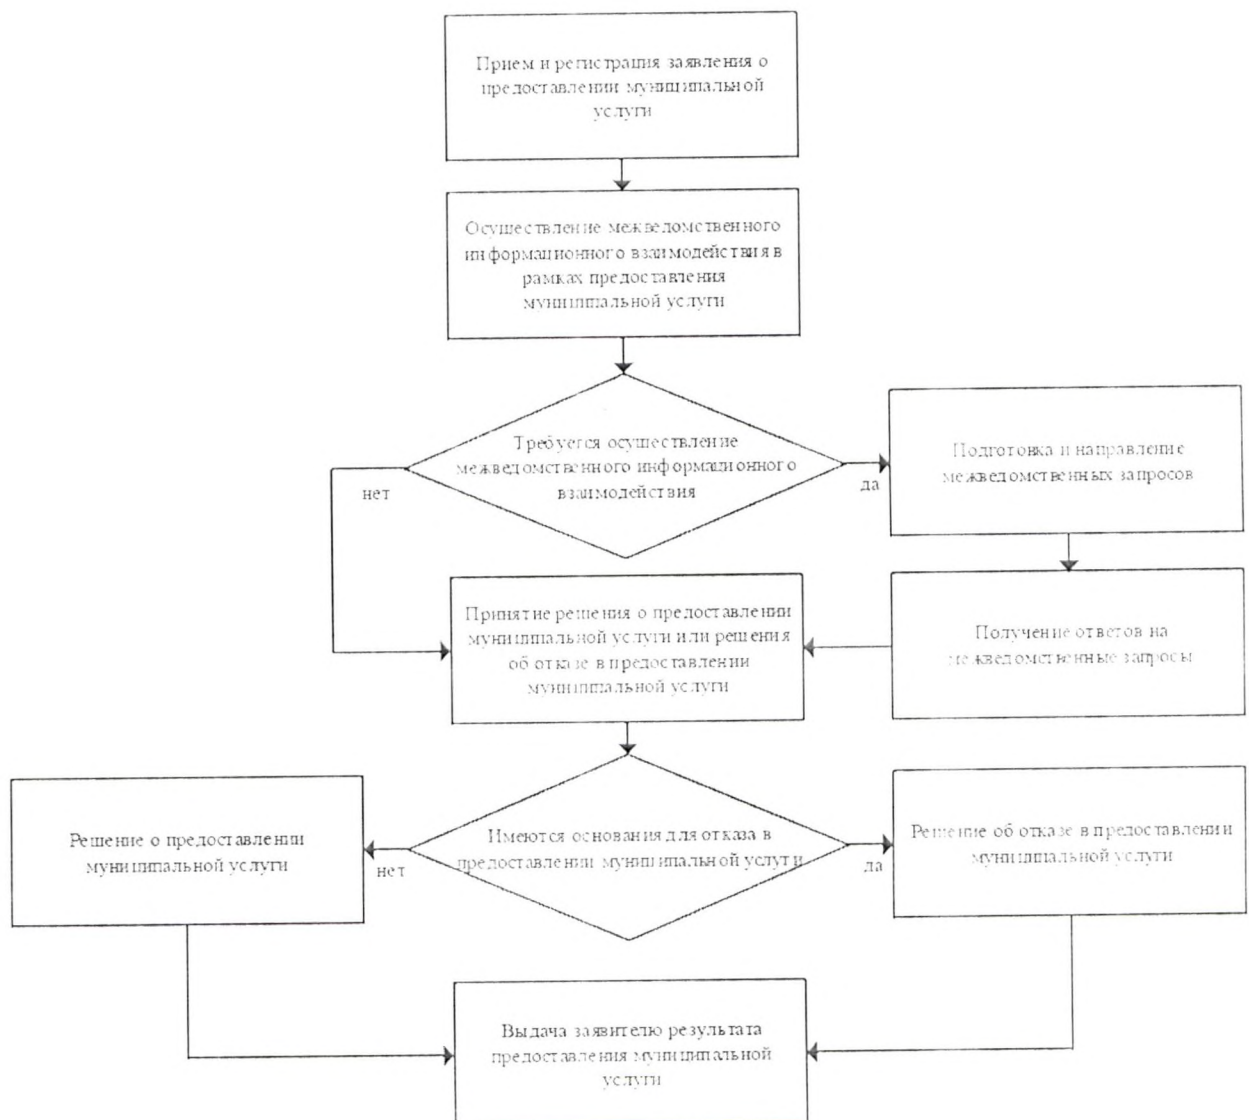 Прием и регистрация заявления о
предоставлении муниципальной
услуги
Осуществление межведомственного
информационного взаимодействия в
рамках предоставления
муниципальной услуги
Требуется осуществление
межведомственного информационного
взаимодействия
нет
да
Подготовка и направление
межведомственных запросов
Принятие решения о предоставлении
муниципальной услуги или решения
об отказе в предоставлении
муниципальной услуги
Получение ответов на
межведомственные запросы
Решение о предоставлении
муниципальной услуги
нет
Имеются основания для отказа в
предоставлении муниципальной услуги
да
Решение об отказе в предоставлении
муниципальной услуги
Выдача заявителю результата
предоставления муниципальной
услуги